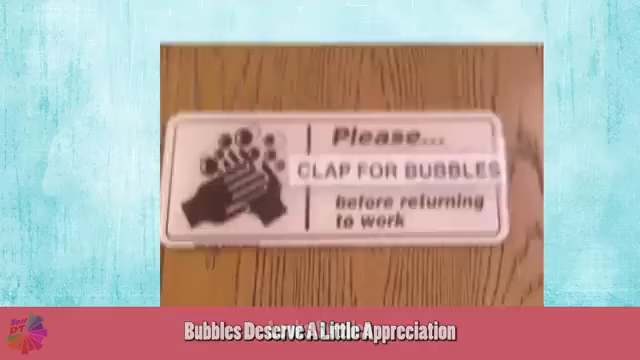 Please...
CLAP FOR BUBBLES
before returning
to work
Bubbles Deserve A Little Appreciation